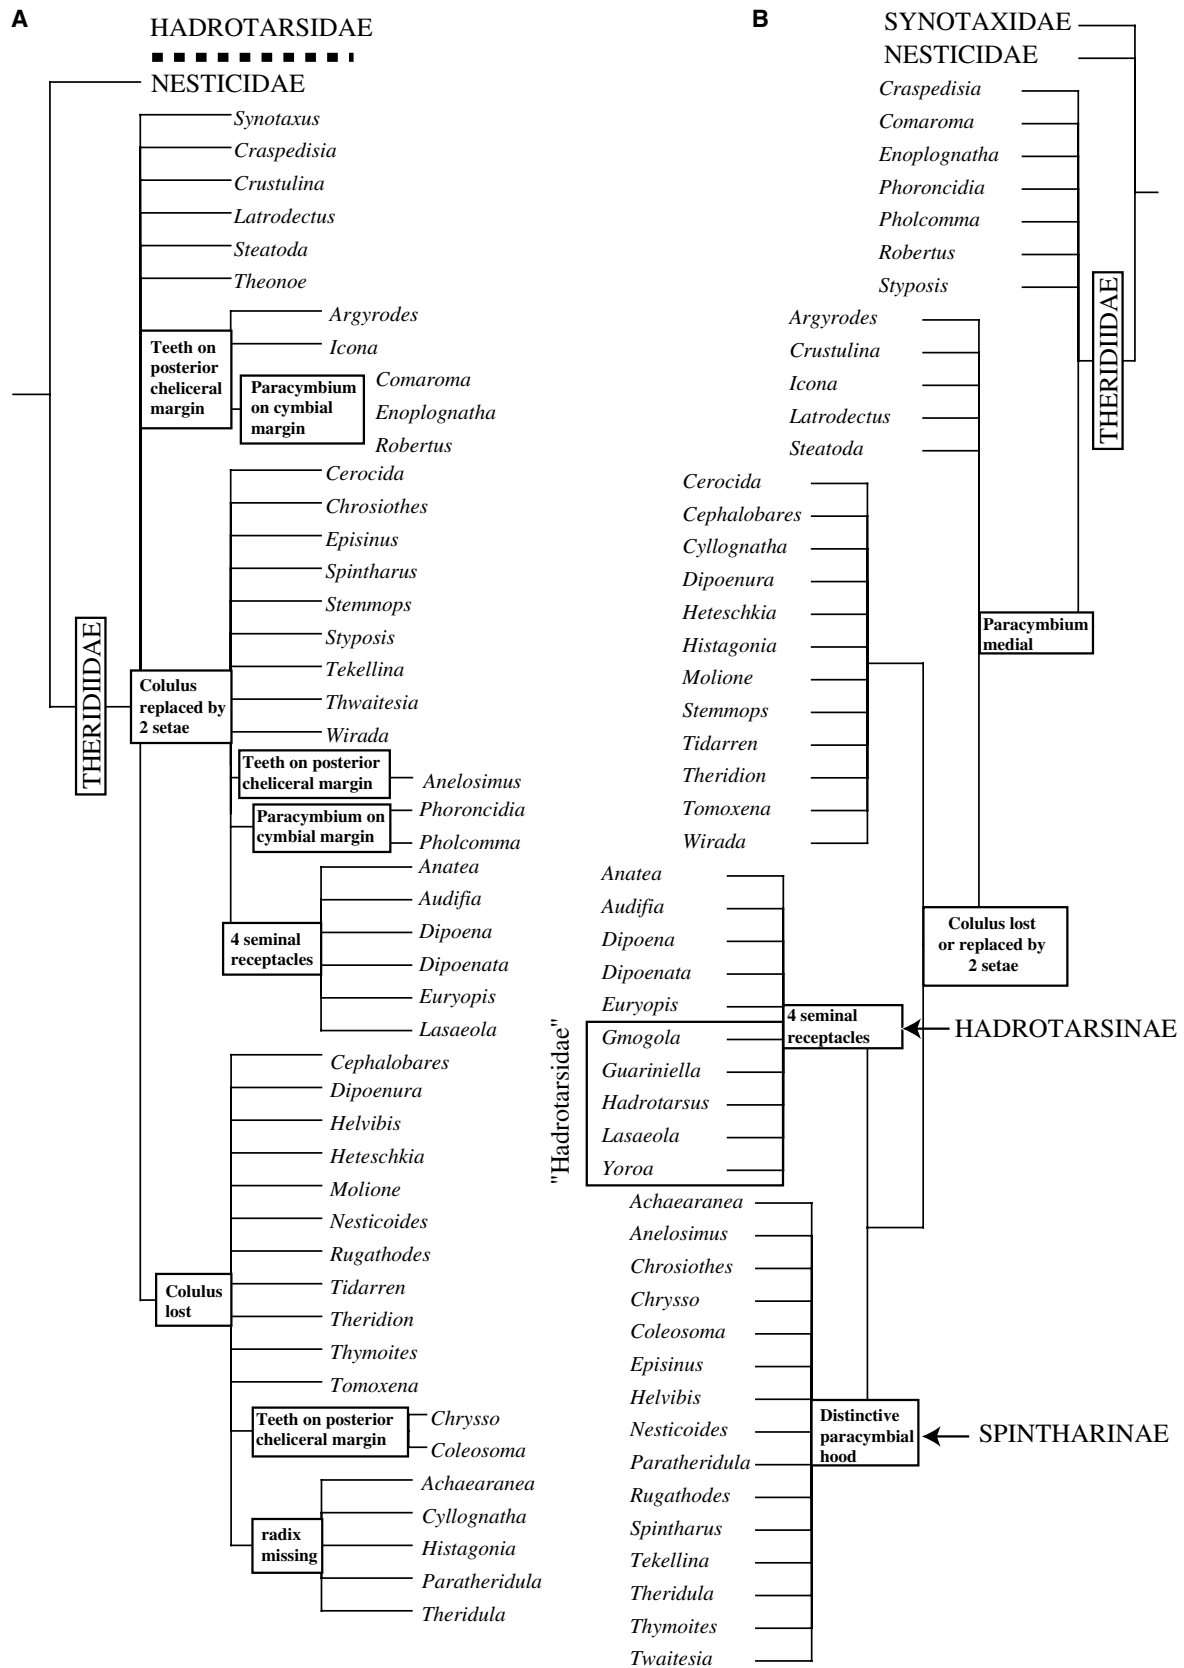 A
HADROTARSIDAE
NESTICIDAE
Synotaxus
Craspedisia
Crustulina
Latrodectus
Steatoda
Theonoe
Argyrodes
Icona
Teeth on
posterior
cheliceral
margin
Paracymbium
on cymbial
margin
Comaroma
Enoplognatha
Robertus
Cerocida
Chrosiothes
Episinus
Spintharus
Stemmops
Styposis
Tekellina
Thwaitesia
Wirada
THERIDIIDAE
Colulus
replaced by
2 setae
Teeth on posterior
cheliceral margin
Anelosimus
Paracymbium on
cymbial margin
Phoroncidia
Pholcomma
Anatea
Audifia
Dipoena
Dipoenata
Euryopis
Lasaeola
4 seminal
receptacles
Cephalobares
Dipoenura
Helvibis
Heteschkia
Molione
Nesticoides
Rugathodes
Tidarren
Theridion
Thymoites
Tomoxena
Colulus
lost
Teeth on posterior
cheliceral margin
Chrysso
Coleosoma
Achaearanea
Cyllognatha
Histagonia
Paratheridula
Theridula
radix
missing
B
SYNOTAXIDAE
NESTICIDAE
Craspedisia
Comaroma
Enoplognatha
Phoroncidia
Pholcomma
Robertus
Styposis
THERIDIIDAE
Argyrodes
Crustulina
Icona
Latrodectus
Steatoda
Paracymbium
medial
Cerocida
Cephalobares
Cyllognatha
Dipoenura
Heteschkia
Histagonia
Molione
Stemmops
Tidarren
Theridion
Tomoxena
Wirada
Colulus lost
or replaced by
2 setae
Anatea
Audifia
Dipoena
Dipoenata
Euryopis
Gmogola
Guariniella
Hadrotarsus
Lasaeola
Yoroa
"Hadrotarsidae"
4 seminal
receptacles
HADROTARSINAE
Achaearanea
Anelosimus
Chrosiothes
Chrysso
Coleosoma
Episinus
Helvibis
Nesticoides
Paratheridula
Rugathodes
Spintharus
Tekellina
Theridula
Thymoites
Twaitesia
Distinctive
paracymbial
hood
SPINTHARINAE